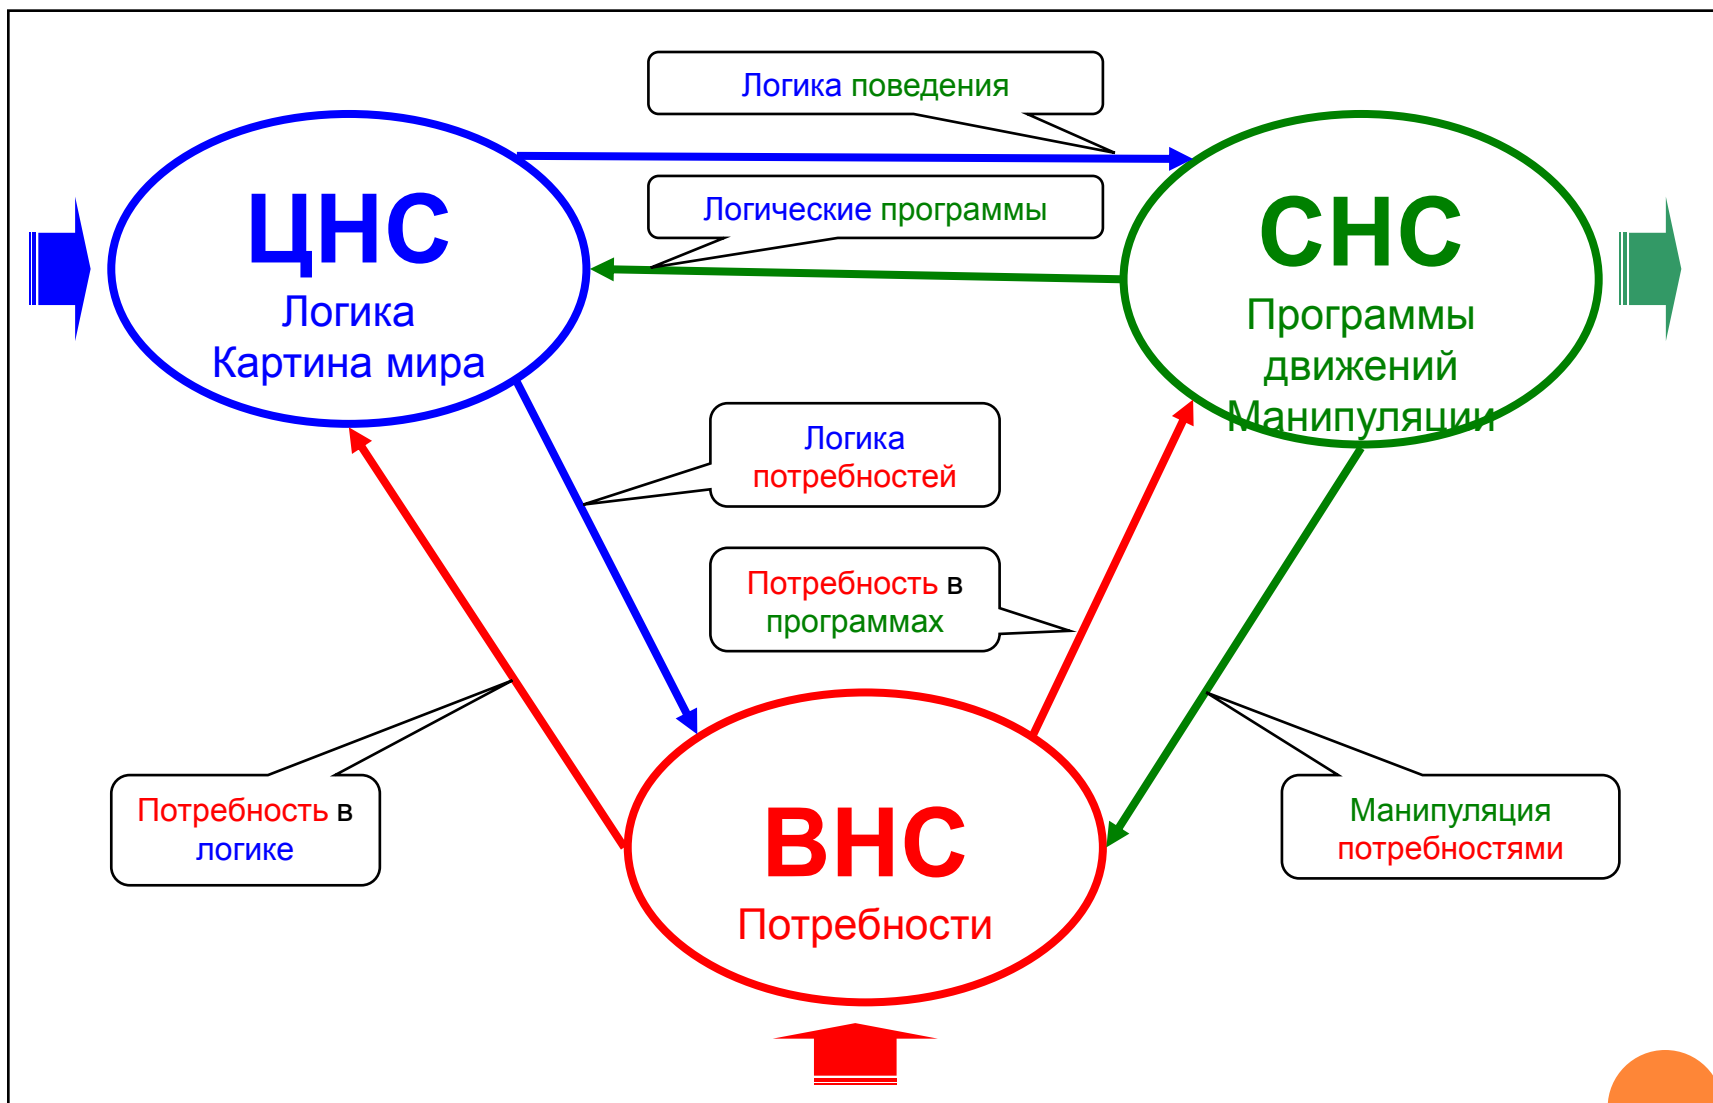 Логика поведения
Логические программы
ЦНС
Логика
Картина мира
СНС
Программы
движений
Манипуляции
Логика
потребностей
Потребность в
программах
Потребность в
логике
ВНС
Потребности
Манипуляция
потребностями